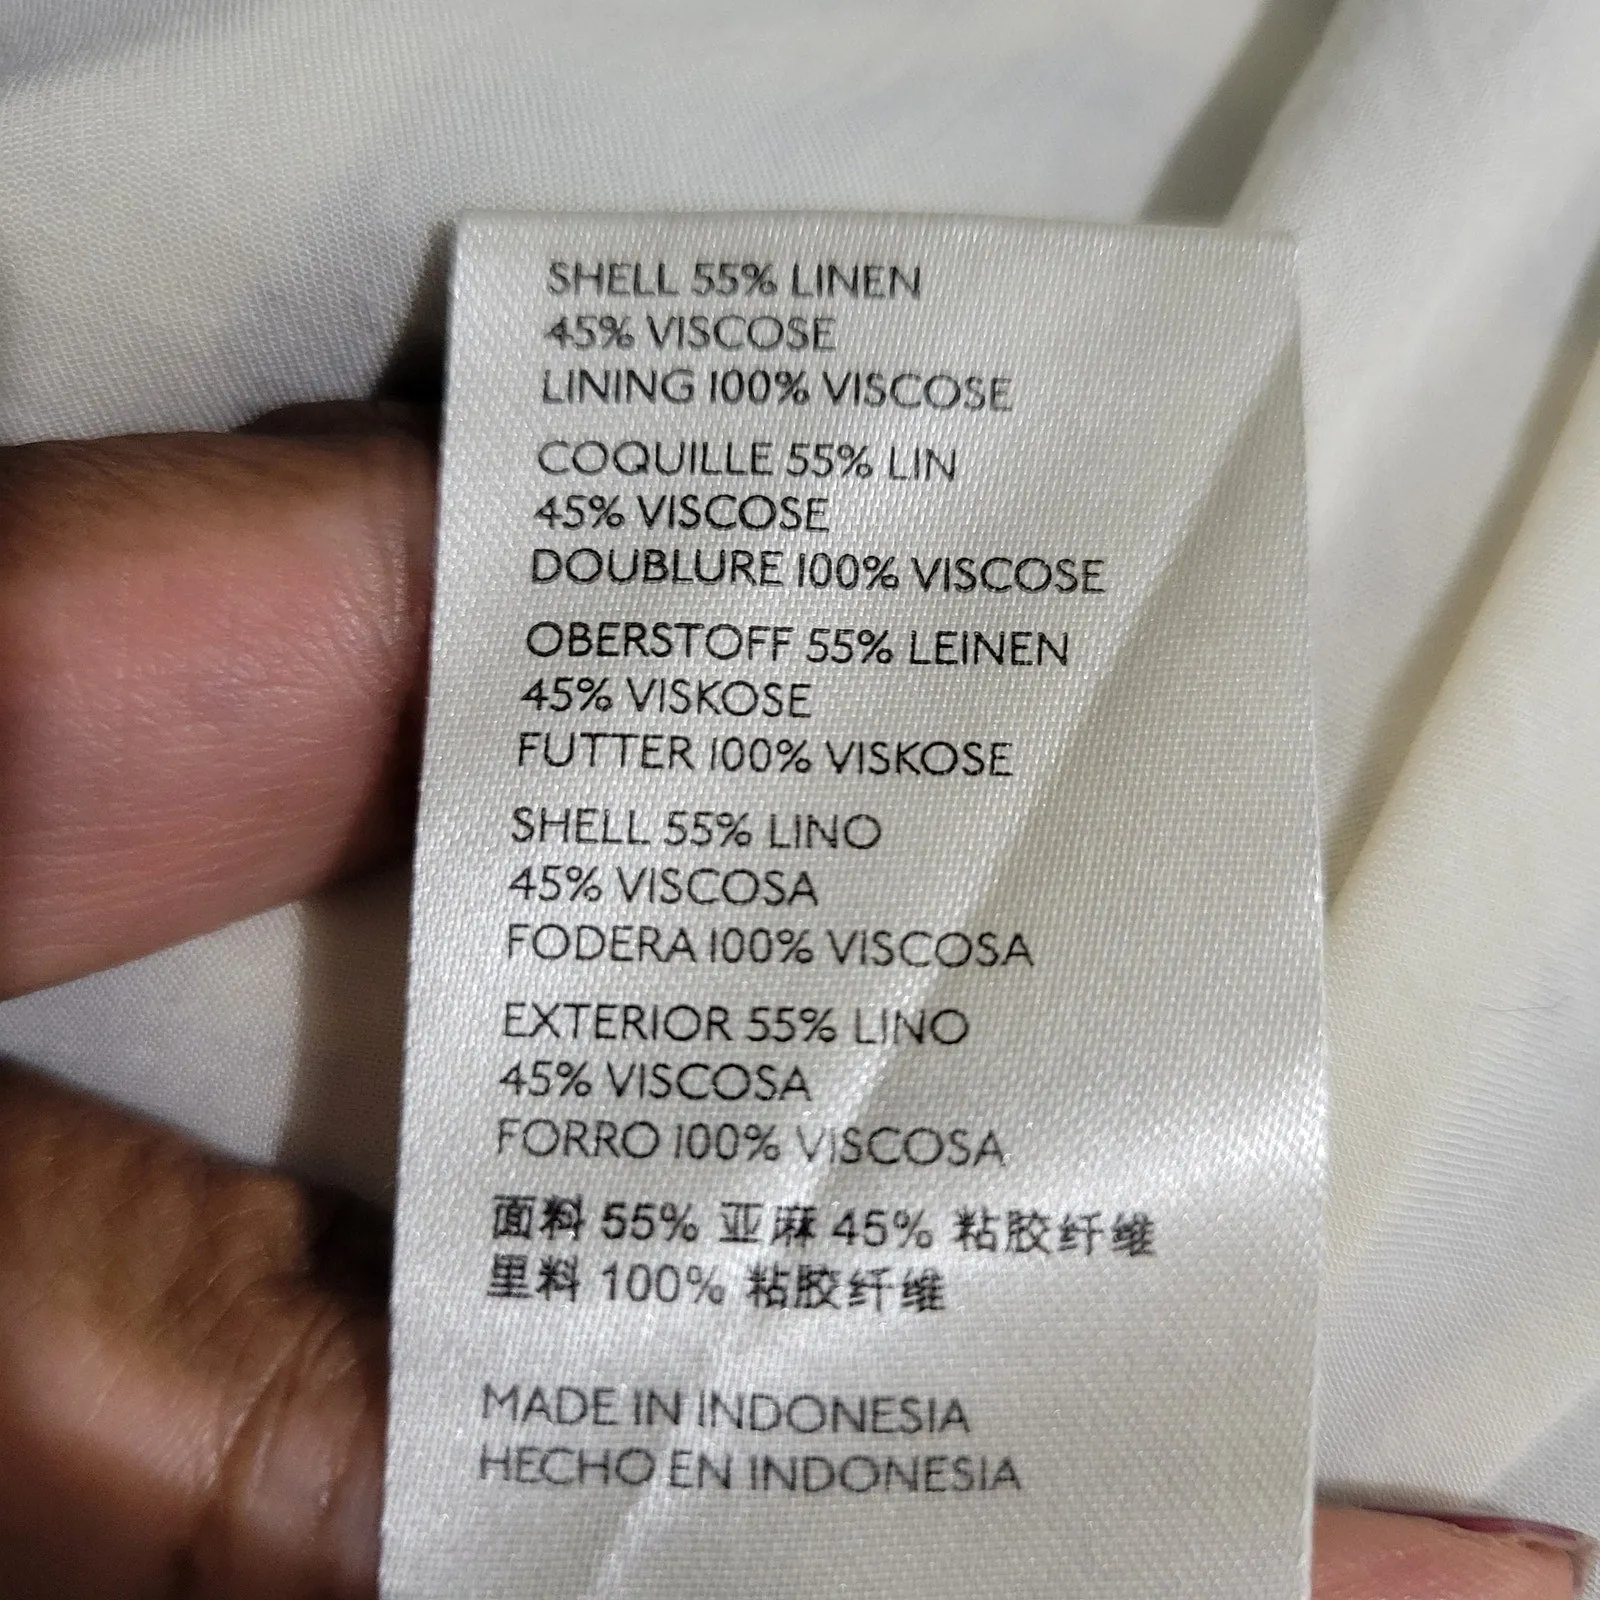 SHELL 55% LINEN
45% VISCOSE
LINING 100% VISCOSE
COQUILLE 55% LIN
45% VISCOSE
DOUBLURE 100% VISCOSE
OBERSTOFF 55% LEINEN
45% VISKOSE
FUTTER 100% VISKOSE
SHELL 55% LINO
45% VISCOSA
FODERA 100% VISCOSA
EXTERIOR 55% LINO
45% VISCOSA
FORRO 100% VISCOSA
面料 55% 亚麻 45% 粘胶纤维
里料 100% 粘胶纤维
MADE IN INDONESIA
HECHO EN INDONESIA